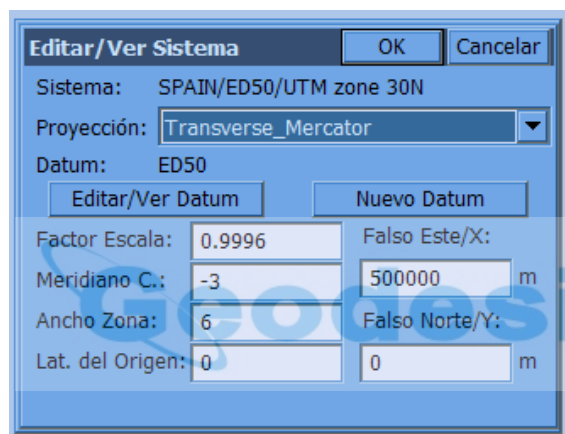 Editar/Ver Sistema OK Cancelar
Sistema: SPAIN/ED50/UTM zone 30N
Proyección: Transverse_Mercator
Datum: ED50
Editar/Ver Datum Nuevo Datum
Factor Escala: 0.9996 Falso Este/X:
Meridiano C.: -3 500000 m
Ancho Zona: 6 Falso Norte/Y:
Lat. del Origen: 0 0 m
Geodesi